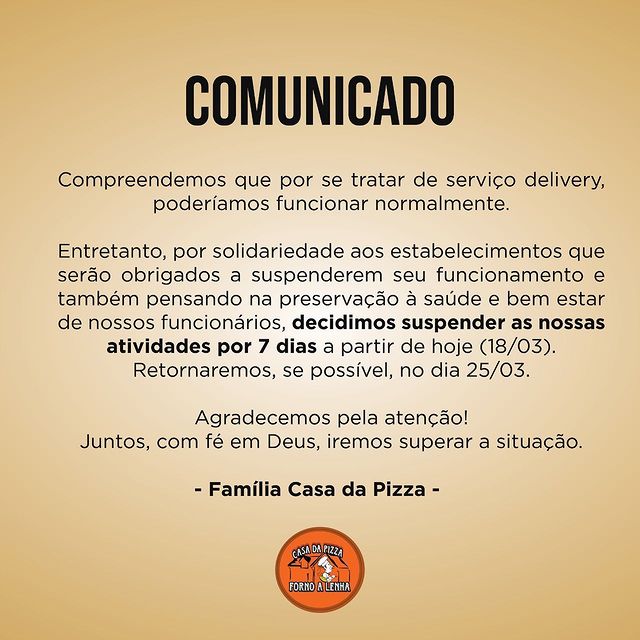 COMUNICADO
Compreendemos que por se tratar de serviço delivery,
poderíamos funcionar normalmente.
Entretanto, por solidariedade aos estabelecimentos que
serão obrigados a suspenderem seu funcionamento e
também pensando na preservação à saúde e bem estar
de nossos funcionários, decidimos suspender as nossas
atividades por 7 dias a partir de hoje (18/03).
Retornaremos, se possível, no dia 25/03.
Agradecemos pela atenção!
Juntos, com fé em Deus, iremos superar a situação.
- Família Casa da Pizza -
CASA DA PIZZA
FORNO A LENHA